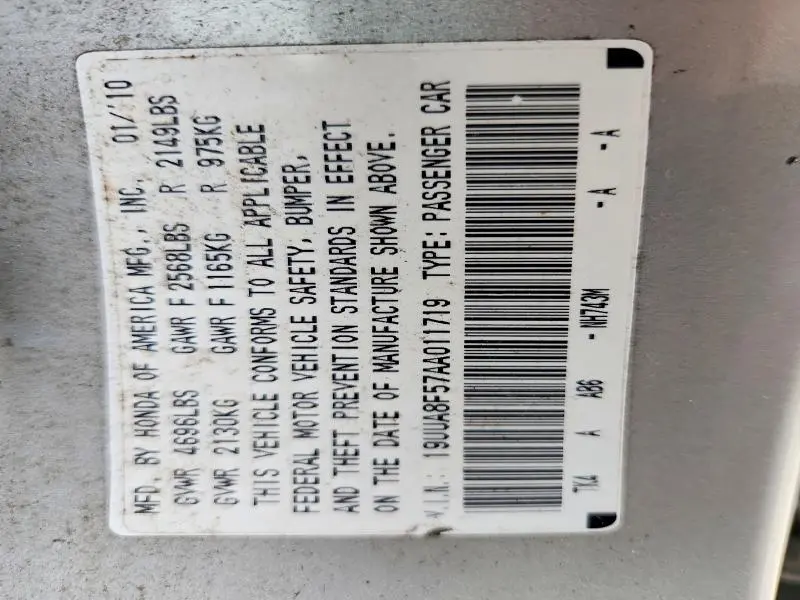 MFD. BY HONDA OF AMERICA MFG., INC. 01/'10
GVWR 4696LBS GAWR F 2568LBS R 2149LBS
GVWR 2130KG GAWR F 1165KG R 975KG
THIS VEHICLE CONFORMS TO ALL APPLICABLE
FEDERAL MOTOR VEHICLE SAFETY, BUMPER,
AND THEFT PREVENTION STANDARDS IN EFFECT
ON THE DATE OF MANUFACTURE SHOWN ABOVE.
V.I.N.: 19UUA8F57AA011719 TYPE: PASSENGER CAR
TK4 A AB6 - NH743M - A - A